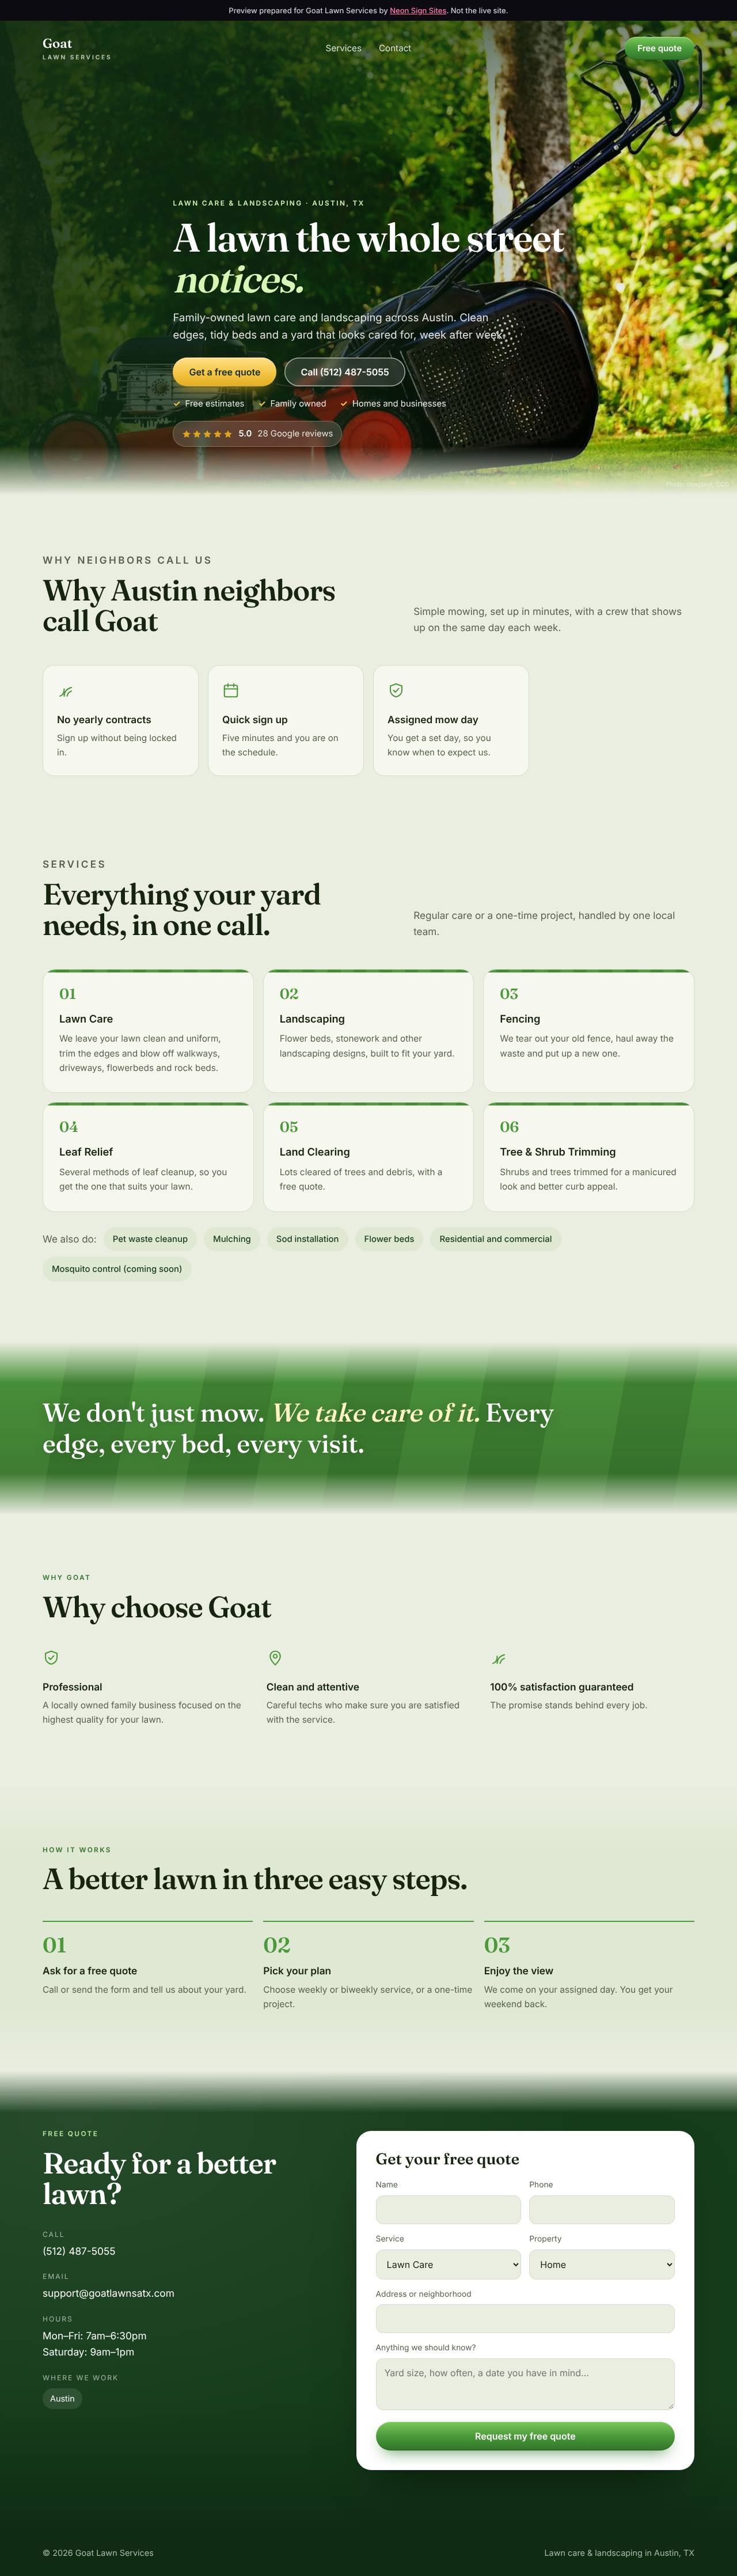 Preview prepared for Goat Lawn Services by Neon Sign Sites. Not the live site.
Goat
LAWN SERVICES
Services
Contact
Free quote
LAWN CARE & LANDSCAPING · AUSTIN, TX
A lawn the whole street
notices.
Family-owned lawn care and landscaping across Austin. Clean
edges, tidy beds and a yard that looks cared for, week after week.
Get a free quote
Call (512) 487-5055
✓ Free estimates
✓ Family owned
✓ Homes and businesses
★★★★★ 5.0 28 Google reviews
WHY NEIGHBORS CALL US
Why Austin neighbors
call Goat
Simple mowing, set up in minutes, with a crew that shows
up on the same day each week.
No yearly contracts
Sign up without being locked
in.
Quick sign up
Five minutes and you are on
the schedule.
Assigned mow day
You get a set day, so you
know when to expect us.
SERVICES
Everything your yard
needs, in one call.
Regular care or a one-time project, handled by one local
team.
01
Lawn Care
We leave your lawn clean and uniform,
trim the edges and blow off walkways,
driveways, flowerbeds and rock beds.
02
Landscaping
Flower beds, stonework and other
landscaping designs, built to fit your yard.
03
Fencing
We tear out your old fence, haul away the
waste and put up a new one.
04
Leaf Relief
Several methods of leaf cleanup, so you
get the one that suits your lawn.
05
Land Clearing
Lots cleared of trees and debris, with a
free quote.
06
Tree & Shrub Trimming
Shrubs and trees trimmed for a manicured
look and better curb appeal.
We also do:
Pet waste cleanup
Mulching
Sod installation
Flower beds
Residential and commercial
Mosquito control (coming soon)
We don't just mow. We take care of it. Every
edge, every bed, every visit.
WHY GOAT
Why choose Goat
Professional
A locally owned family business focused on the
highest quality for your lawn.
Clean and attentive
Careful techs who make sure you are satisfied
with the service.
100% satisfaction guaranteed
The promise stands behind every job.
HOW IT WORKS
A better lawn in three easy steps.
01
Ask for a free quote
Call or send the form and tell us about your yard.
02
Pick your plan
Choose weekly or biweekly service, or a one-time
project.
03
Enjoy the view
We come on your assigned day. You get your
weekend back.
FREE QUOTE
Ready for a better
lawn?
CALL
(512) 487-5055
EMAIL
support@goatlawnsatx.com
HOURS
Mon–Fri: 7am–6:30pm
Saturday: 9am–1pm
WHERE WE WORK
Austin
Get your free quote
Name
Phone
Service
Property
Lawn Care
Home
Address or neighborhood
Anything we should know?
Yard size, how often, a date you have in mind...
Request my free quote
© 2026 Goat Lawn Services
Lawn care & landscaping in Austin, TX